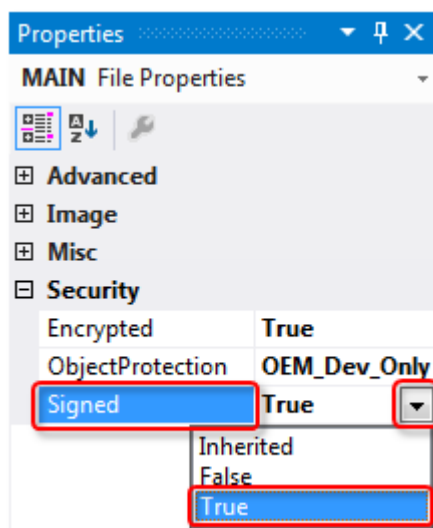 Properties
MAIN File Properties
Advanced
Image
Misc
Security
Encrypted True
ObjectProtection OEM_Dev_Only
Signed True
Inherited
False
True